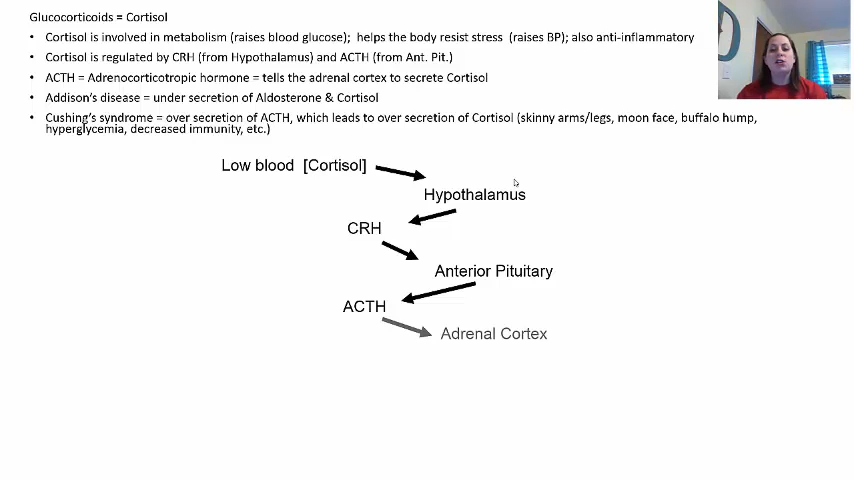 Glucocorticoids = Cortisol
• Cortisol is involved in metabolism (raises blood glucose); helps the body resist stress (raises BP); also anti-inflammatory
• Cortisol is regulated by CRH (from Hypothalamus) and ACTH (from Ant. Pit.)
• ACTH = Adrenocorticotropic hormone = tells the adrenal cortex to secrete Cortisol
• Addison's disease = under secretion of Aldosterone & Cortisol
• Cushing's syndrome = over secretion of ACTH, which leads to over secretion of Cortisol (skinny arms/legs, moon face, buffalo hump,
hyperglycemia, decreased immunity, etc.)
Low blood [Cortisol]
Hypothalamus
CRH
Anterior Pituitary
ACTH
Adrenal Cortex